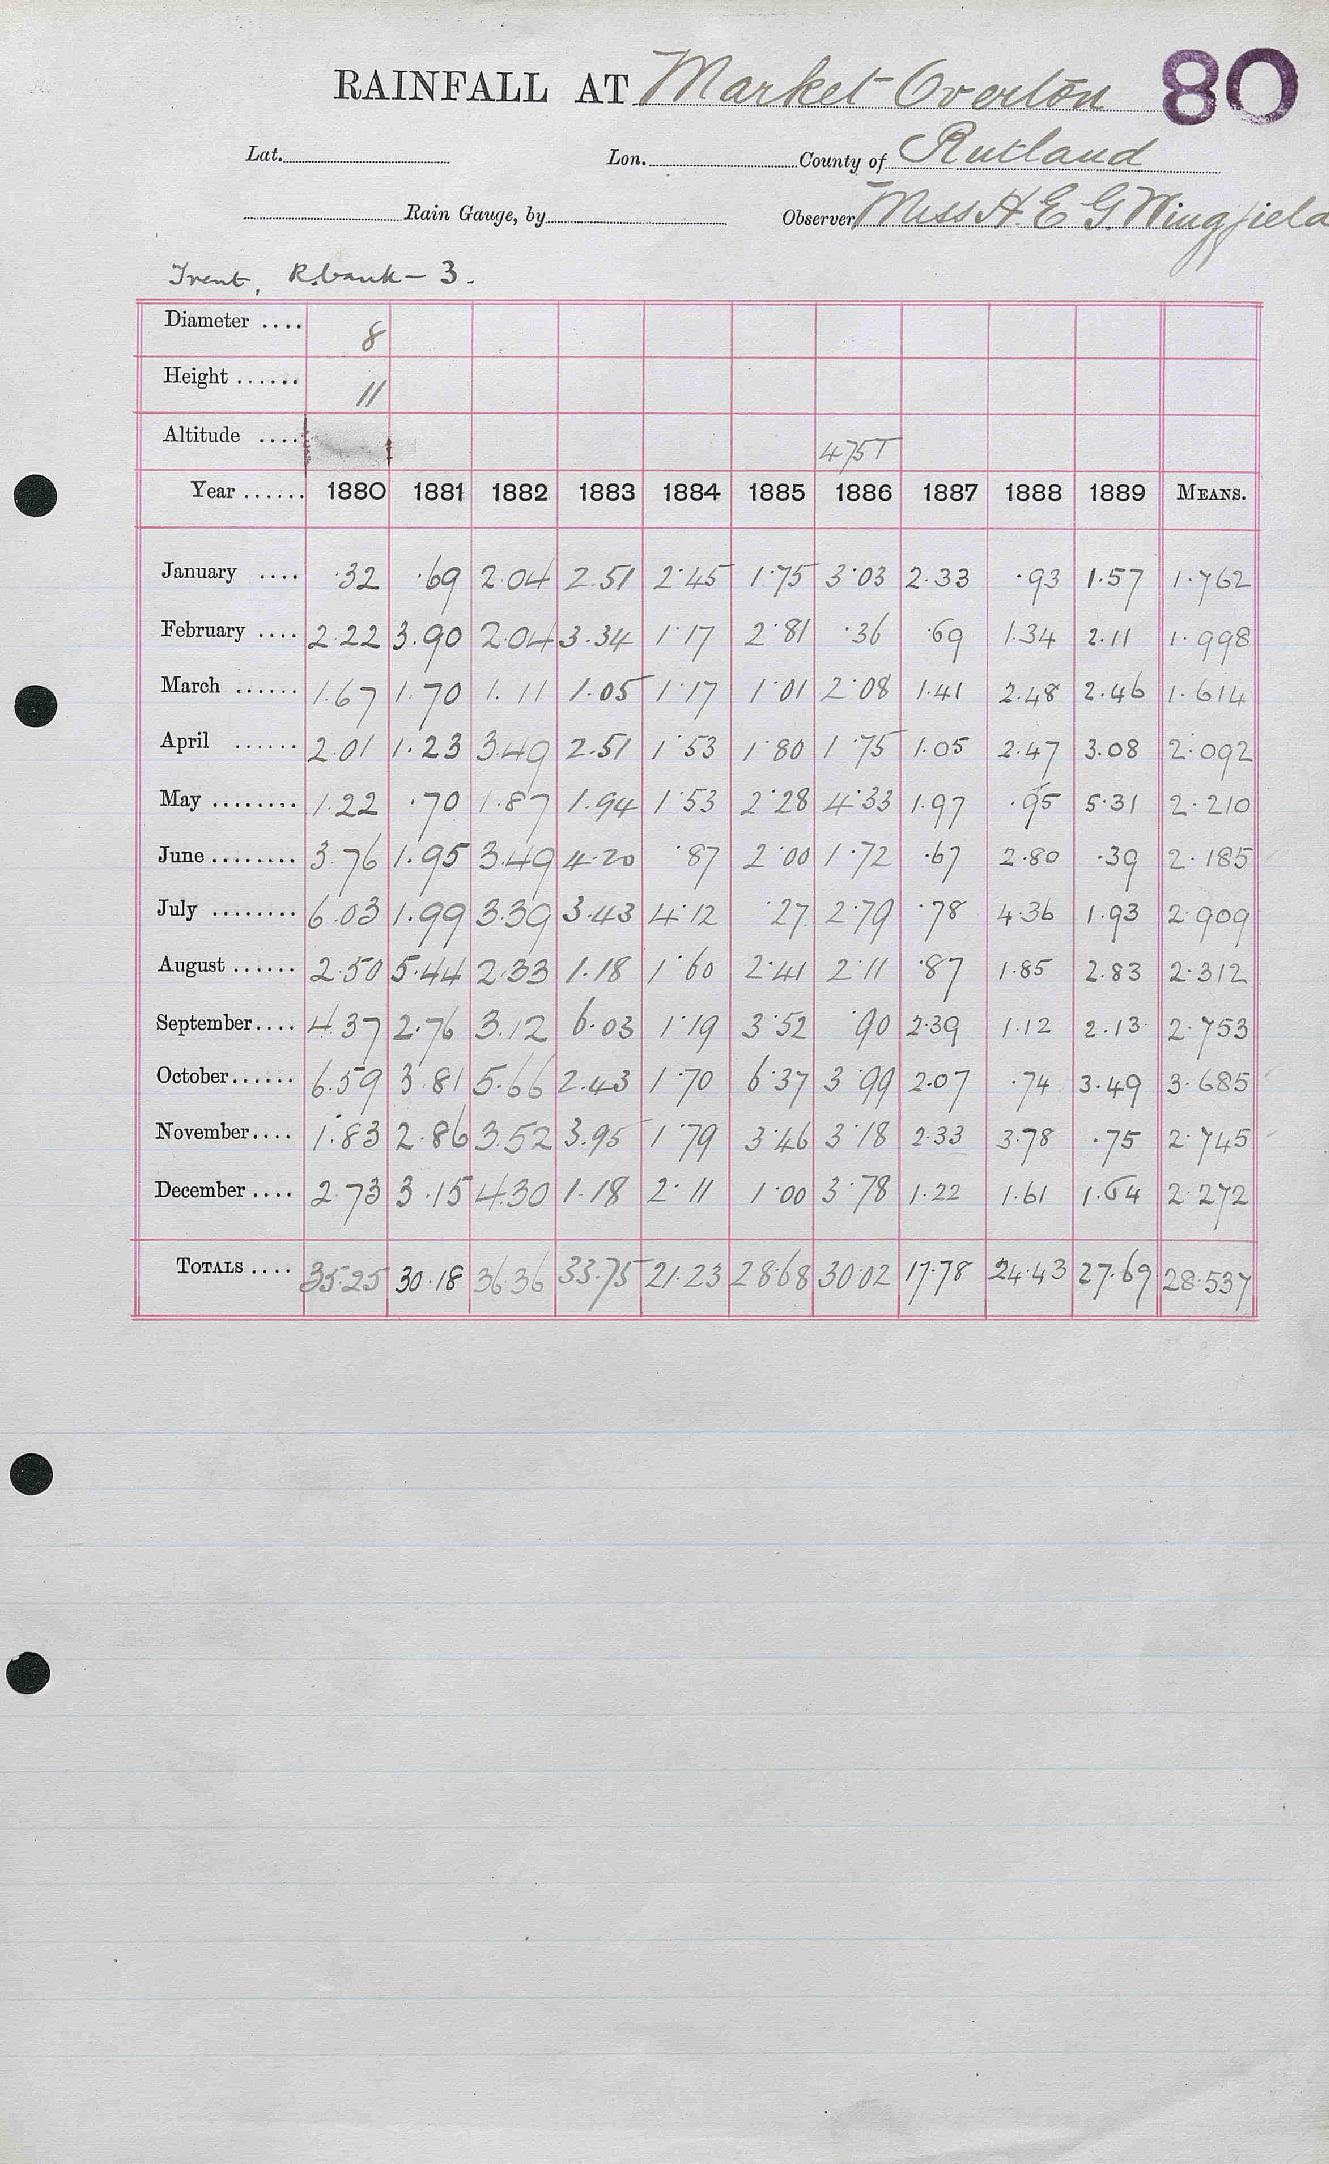 RAINFALL AT Market Overton 80
Lat. Lon. County of Rutland
Rain Gauge, by Observer Miss H. E. G. Wingfield
Trent, R. bank - 3.
Diameter .... 8
Height ...... 11
Altitude .... 475T
Year ...... 1880 1881 1882 1883 1884 1885 1886 1887 1888 1889 MEANS.
January .... .32 .69 2.04 2.51 2.45 1.75 3.03 2.33 .93 1.57 1.762
February .... 2.22 3.90 2.04 3.34 1.17 2.81 .36 .69 1.34 2.11 1.998
March ...... 1.67 1.70 1.11 1.05 1.17 1.01 2.08 1.41 2.48 2.46 1.614
April ...... 2.01 1.23 3.49 2.51 1.53 1.80 1.75 1.05 2.47 3.08 2.092
May ........ 1.22 .70 1.87 1.94 1.53 2.28 4.33 1.97 .95 5.31 2.210
June ........ 3.76 1.95 3.49 4.20 .87 2.00 1.72 .67 2.80 .39 2.185
July ........ 6.03 1.99 3.39 3.43 4.12 .27 2.79 .78 4.36 1.93 2.909
August ...... 2.50 5.44 2.33 1.18 1.60 2.41 2.11 .87 1.85 2.83 2.312
September.... 4.37 2.76 3.12 6.03 1.19 3.52 .90 2.39 1.12 2.13 2.753
October...... 6.59 3.81 5.66 2.43 1.70 6.37 3.99 2.07 .74 3.49 3.685
November.... 1.83 2.86 3.52 3.95 1.79 3.46 3.18 2.33 3.78 .75 2.745
December .... 2.73 3.15 4.30 1.18 2.11 1.00 3.78 1.22 1.61 1.64 2.272
TOTALS .... 35.25 30.18 36.36 33.75 21.23 28.68 30.02 17.78 24.43 27.69 28.537